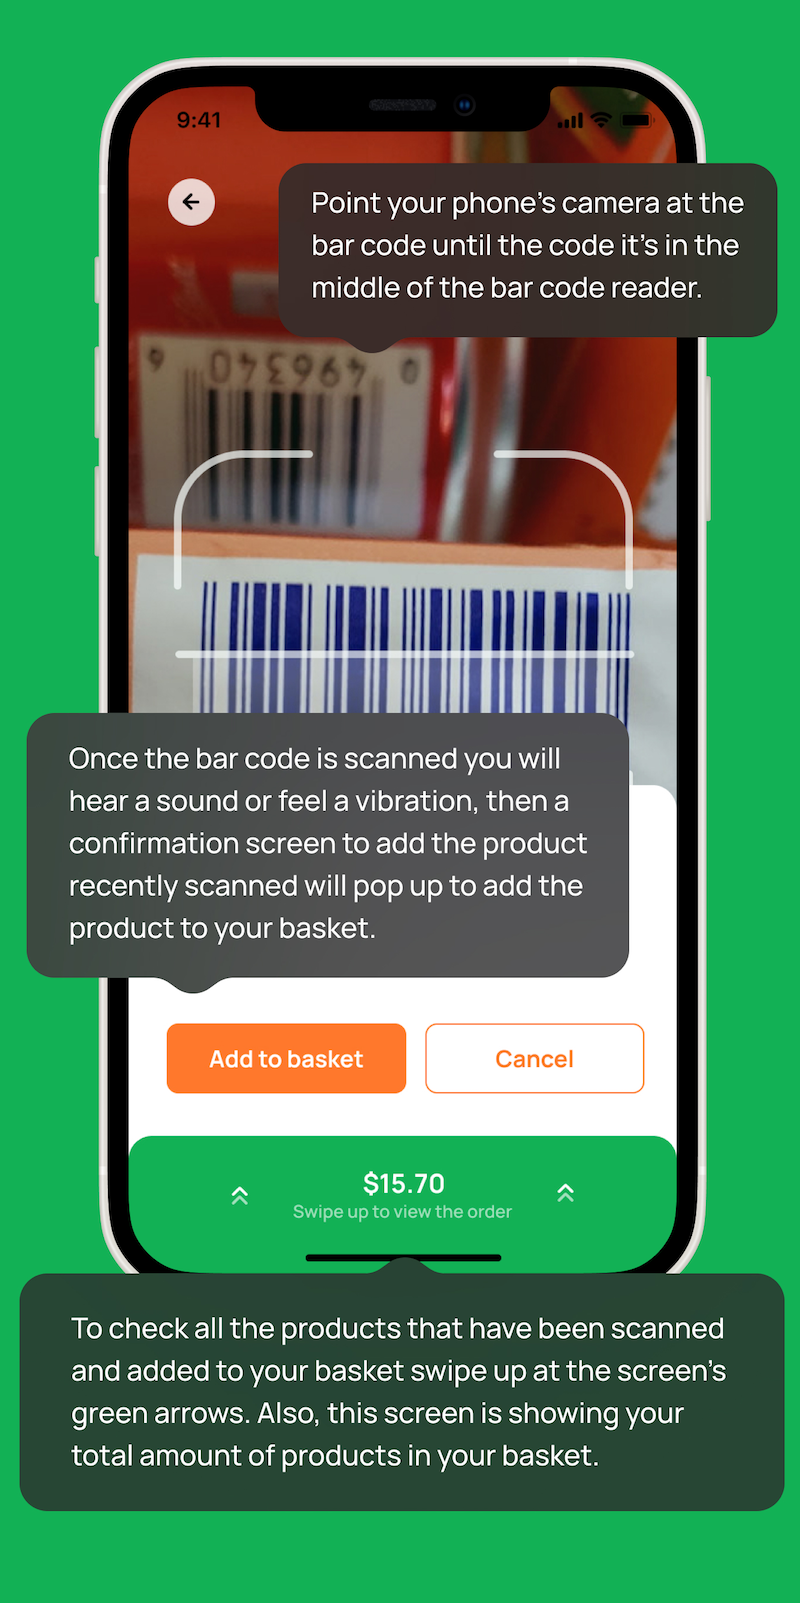 9:41
Point your phone's camera at the
bar code until the code it's in the
middle of the bar code reader.
0 496340 6
Once the bar code is scanned you will
hear a sound or feel a vibration, then a
confirmation screen to add the product
recently scanned will pop up to add the
product to your basket.
Add to basket
Cancel
$15.70
Swipe up to view the order
To check all the products that have been scanned
and added to your basket swipe up at the screen's
green arrows. Also, this screen is showing your
total amount of products in your basket.